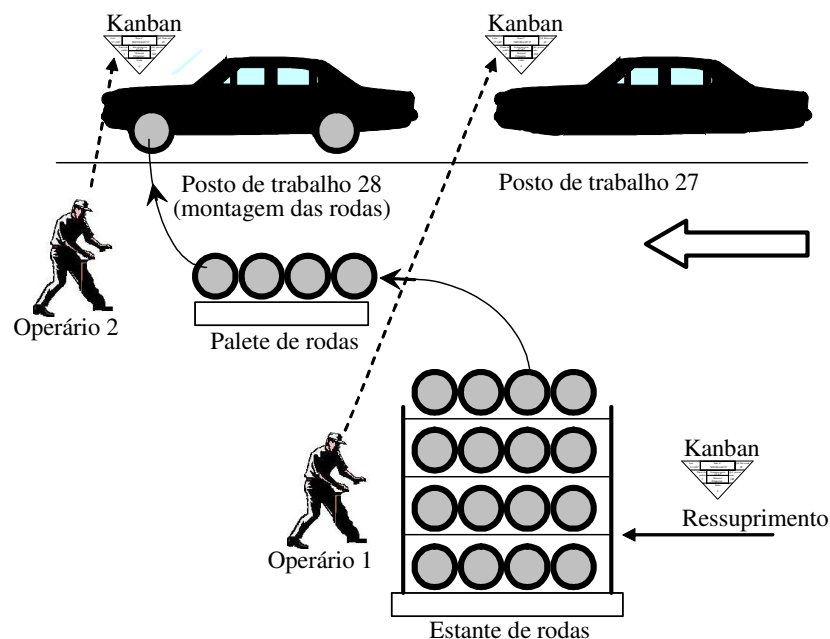 Kanban
Kanban
Posto de trabalho 28
(montagem das rodas)
Posto de trabalho 27
Operário 2
Palete de rodas
Kanban
Ressuprimento
Operário 1
Estante de rodas